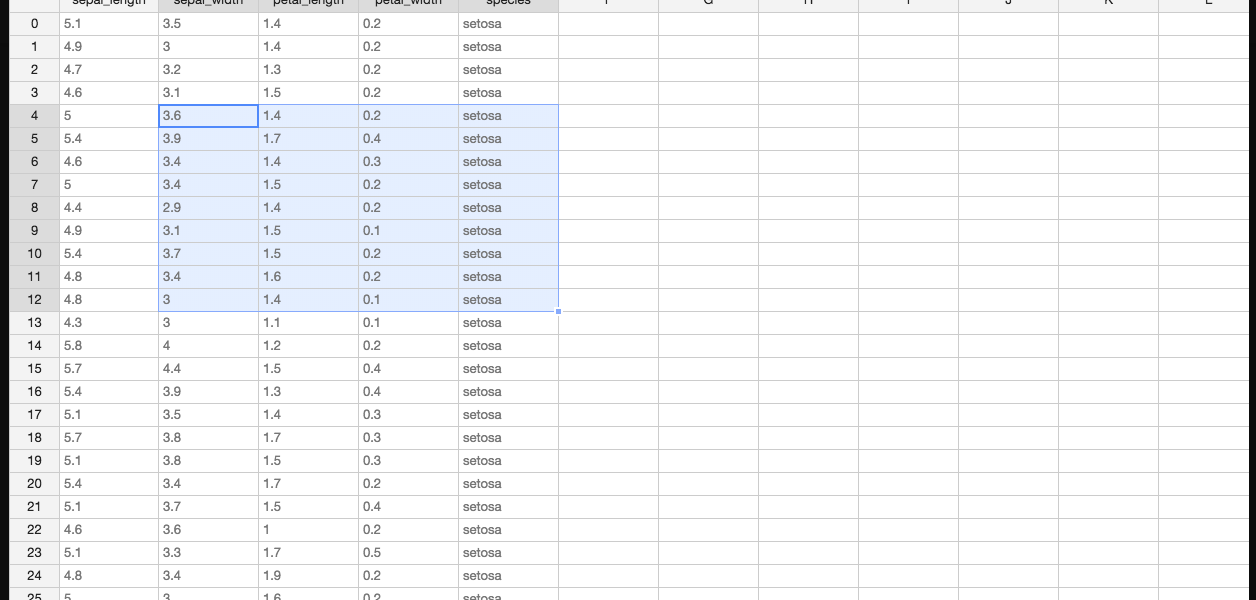 sepal_length sepal_width petal_length petal_width species F G H I J K L
0 5.1 3.5 1.4 0.2 setosa
1 4.9 3 1.4 0.2 setosa
2 4.7 3.2 1.3 0.2 setosa
3 4.6 3.1 1.5 0.2 setosa
4 5 3.6 1.4 0.2 setosa
5 5.4 3.9 1.7 0.4 setosa
6 4.6 3.4 1.4 0.3 setosa
7 5 3.4 1.5 0.2 setosa
8 4.4 2.9 1.4 0.2 setosa
9 4.9 3.1 1.5 0.1 setosa
10 5.4 3.7 1.5 0.2 setosa
11 4.8 3.4 1.6 0.2 setosa
12 4.8 3 1.4 0.1 setosa
13 4.3 3 1.1 0.1 setosa
14 5.8 4 1.2 0.2 setosa
15 5.7 4.4 1.5 0.4 setosa
16 5.4 3.9 1.3 0.4 setosa
17 5.1 3.5 1.4 0.3 setosa
18 5.7 3.8 1.7 0.3 setosa
19 5.1 3.8 1.5 0.3 setosa
20 5.4 3.4 1.7 0.2 setosa
21 5.1 3.7 1.5 0.4 setosa
22 4.6 3.6 1 0.2 setosa
23 5.1 3.3 1.7 0.5 setosa
24 4.8 3.4 1.9 0.2 setosa
25 5 3 1.6 0.2 setosa